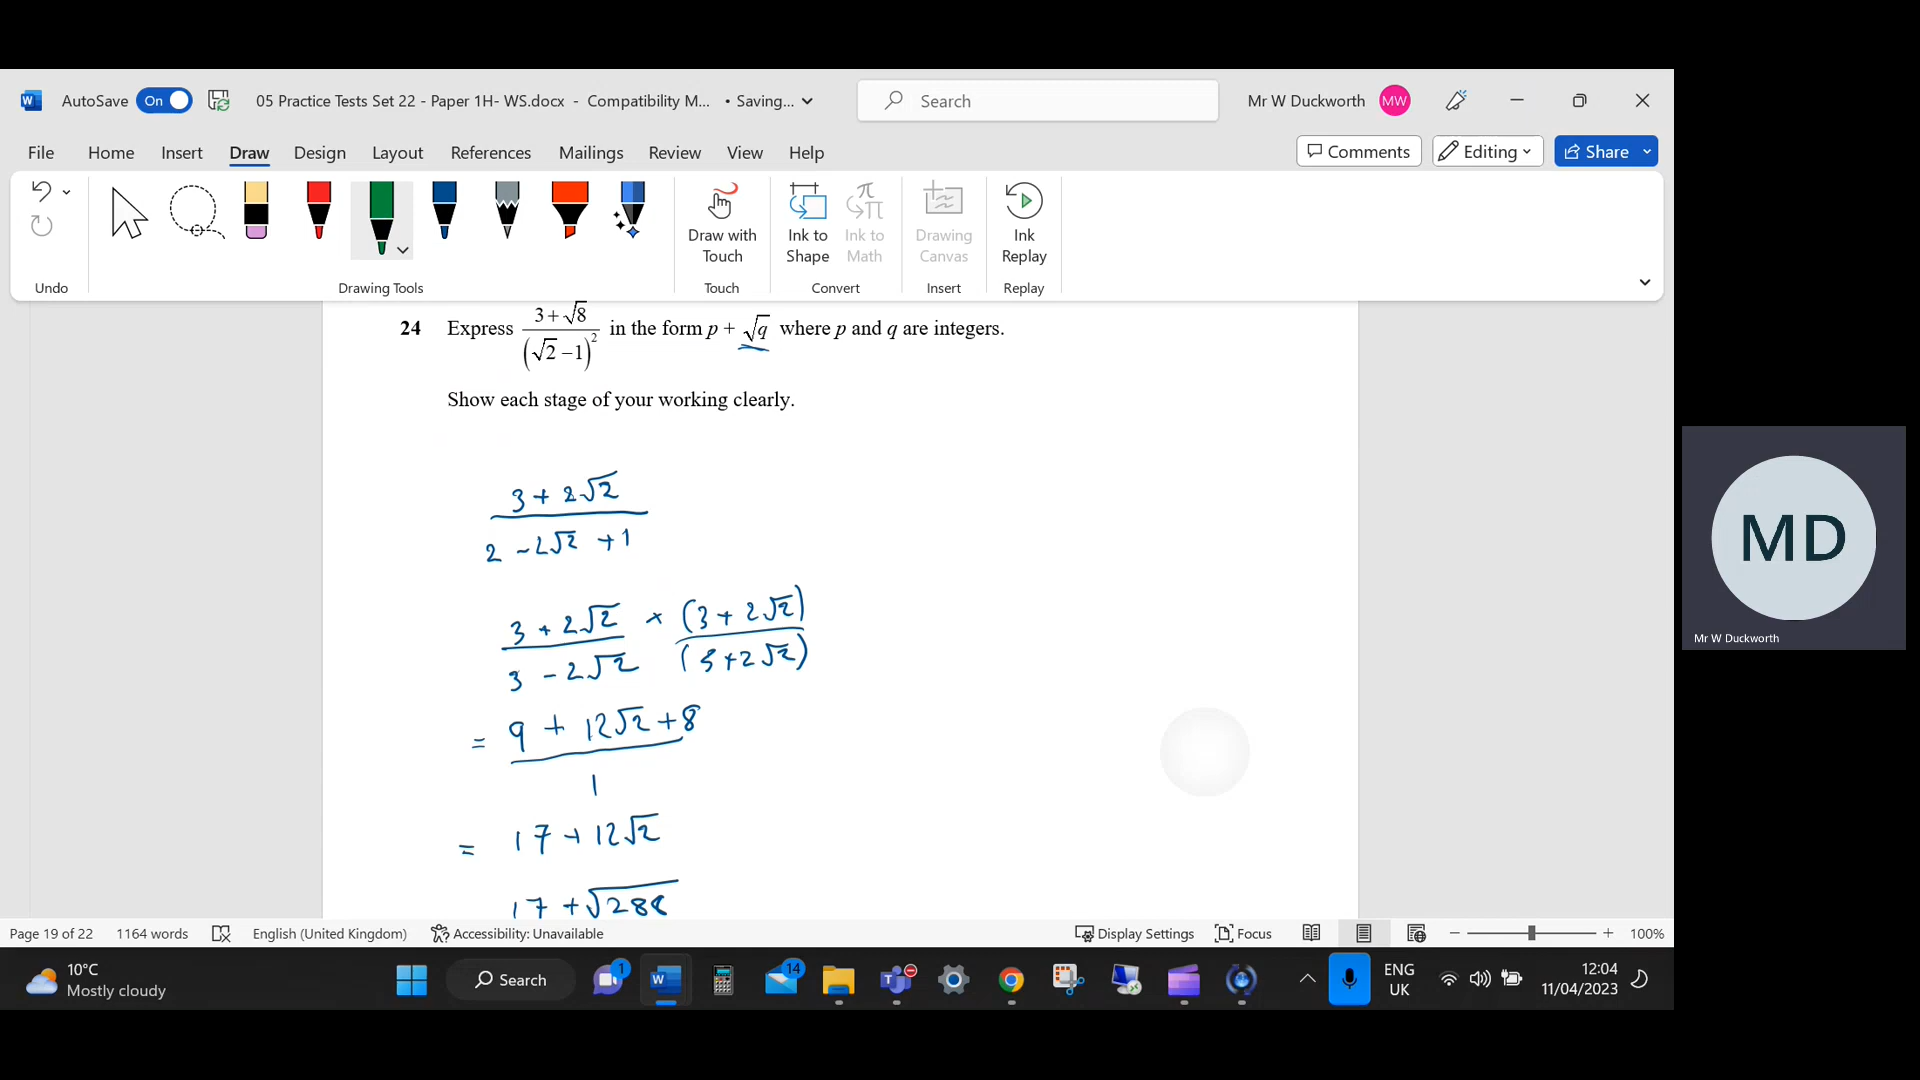 AutoSave On 05 Practice Tests Set 22 - Paper 1H- WS.docx - Compatibility M... • Saving... Search Mr W Duckworth MW
File Home Insert Draw Design Layout References Mailings Review View Help Comments Editing Share
Draw with Touch
Ink to Shape
Ink to Math
Drawing Canvas
Ink Replay
Undo Drawing Tools Touch Convert Insert Replay
24 Express (3+√8)/(√2−1)² in the form p + √q where p and q are integers.
Show each stage of your working clearly.
3 + 2√2
2 - 2√2 + 1
3 + 2√2 × (3 + 2√2)
3 - 2√2 (3+2√2)
= 9 + 12√2 + 8
1
= 17 + 12√2
17 + √288
MD
Mr W Duckworth
Page 19 of 22 1164 words English (United Kingdom) Accessibility: Unavailable Display Settings Focus 100%
10°C
Mostly cloudy
Search
1
14
ENG
UK
12:04
11/04/2023